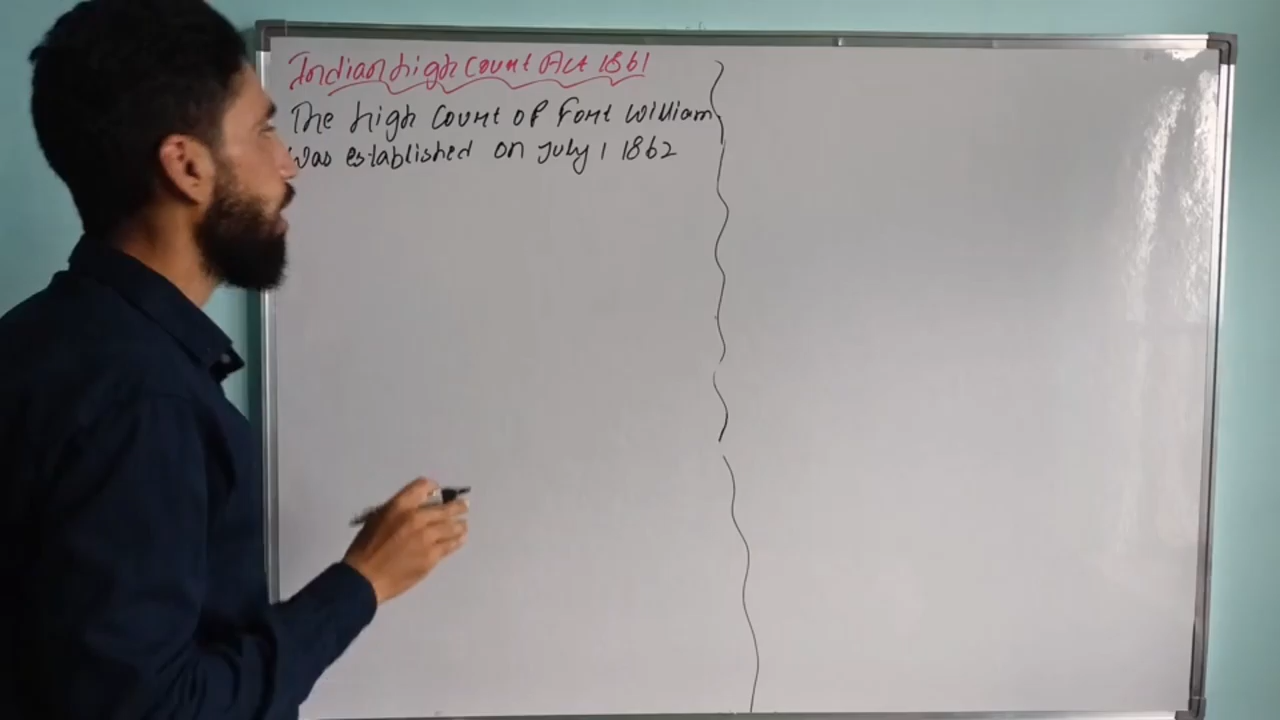 Indian high Court Act 1861
The high Court of Fort William
was established on July 1 1862